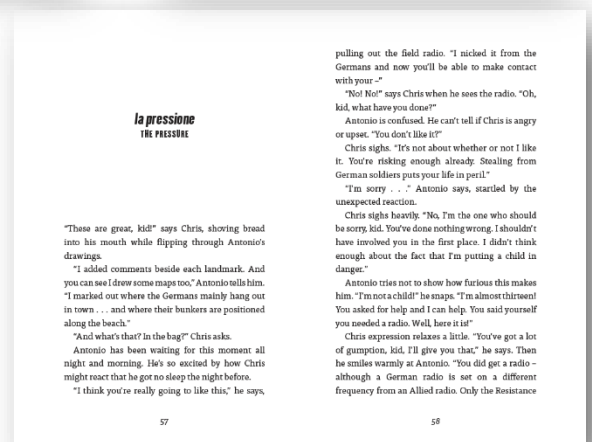 la pressione
THE PRESSURE
"These are great, kid!" says Chris, shoving bread
into his mouth while flipping through Antonio's
drawings.
"I added comments beside each landmark. And
you can see I drew some maps too," Antonio tells him.
"I marked out where the Germans mainly hang out
in town . . . and where their bunkers are positioned
along the beach."
"And what's that? In the bag?" Chris asks.
Antonio has been waiting for this moment all
night and morning. He's so excited by how Chris
might react that he got no sleep the night before.
"I think you're really going to like this," he says,
57
pulling out the field radio. "I nicked it from the
Germans and now you'll be able to make contact
with your –"
"No! No!" says Chris when he sees the radio. "Oh,
kid, what have you done?"
Antonio is confused. He can't tell if Chris is angry
or upset. "You don't like it?"
Chris sighs. "It's not about whether or not I like
it. You're risking enough already. Stealing from
German soldiers puts your life in peril."
"I'm sorry . . ." Antonio says, startled by the
unexpected reaction.
Chris sighs heavily. "No, I'm the one who should
be sorry, kid. You've done nothing wrong. I shouldn't
have involved you in the first place. I didn't think
enough about the fact that I'm putting a child in
danger."
Antonio tries not to show how furious this makes
him. "I'm not a child!" he snaps. "I'm almost thirteen!
You asked for help and I can help. You said yourself
you needed a radio. Well, here it is!"
Chris expression relaxes a little. "You've got a lot
of gumption, kid, I'll give you that," he says. Then
he smiles warmly at Antonio. "You did get a radio –
although a German radio is set on a different
frequency from an Allied radio. Only the Resistance
58